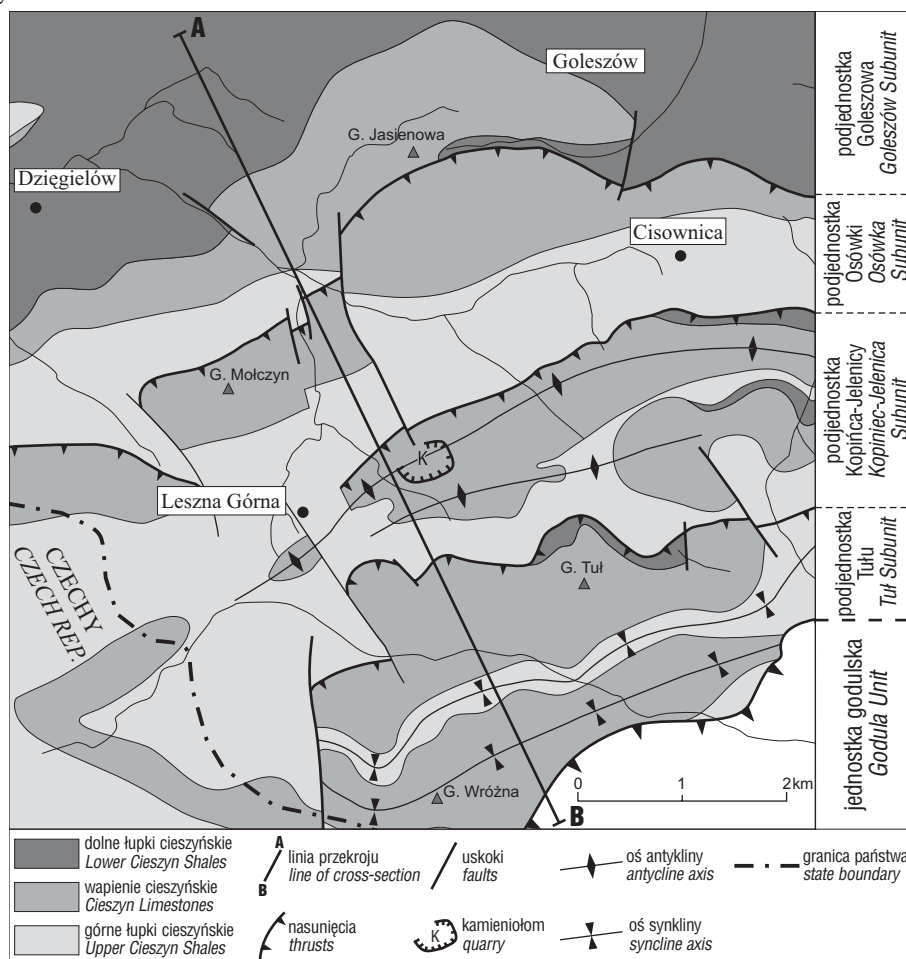 A
Goleszów
G. Jasienowa
Dzięgielów
Cisownica
G. Mołczyn
K
Leszna Górna
CZECHY
CZECH REP.
G. Tuł
G. Wróżna
B
0 1 2 km
podjednostka
Goleszowa
Goleszów Subunit
podjednostka
Osówki
Osówka
Subunit
podjednostka
Kopińca-Jelenicy
Kopiniec-Jelenica
Subunit
podjednostka
Tułu
Tuł Subunit
jednostka godulska
Godula Unit
dolne łupki cieszyńskie
Lower Cieszyn Shales
wapienie cieszyńskie
Cieszyn Limestones
górne łupki cieszyńskie
Upper Cieszyn Shales
A
B
linia przekroju
line of cross-section
nasunięcia
thrusts
uskoki
faults
K
kamieniołom
quarry
oś antykliny
antycline axis
oś synkliny
syncline axis
granica państwa
state boundary